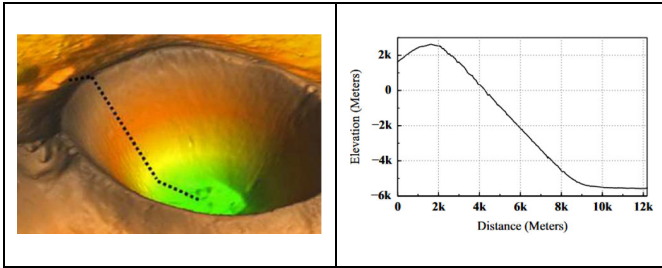 2k
0
−2k
−4k
−6k
Elevation (Meters)
0 2k 4k 6k 8k 10k 12k
Distance (Meters)